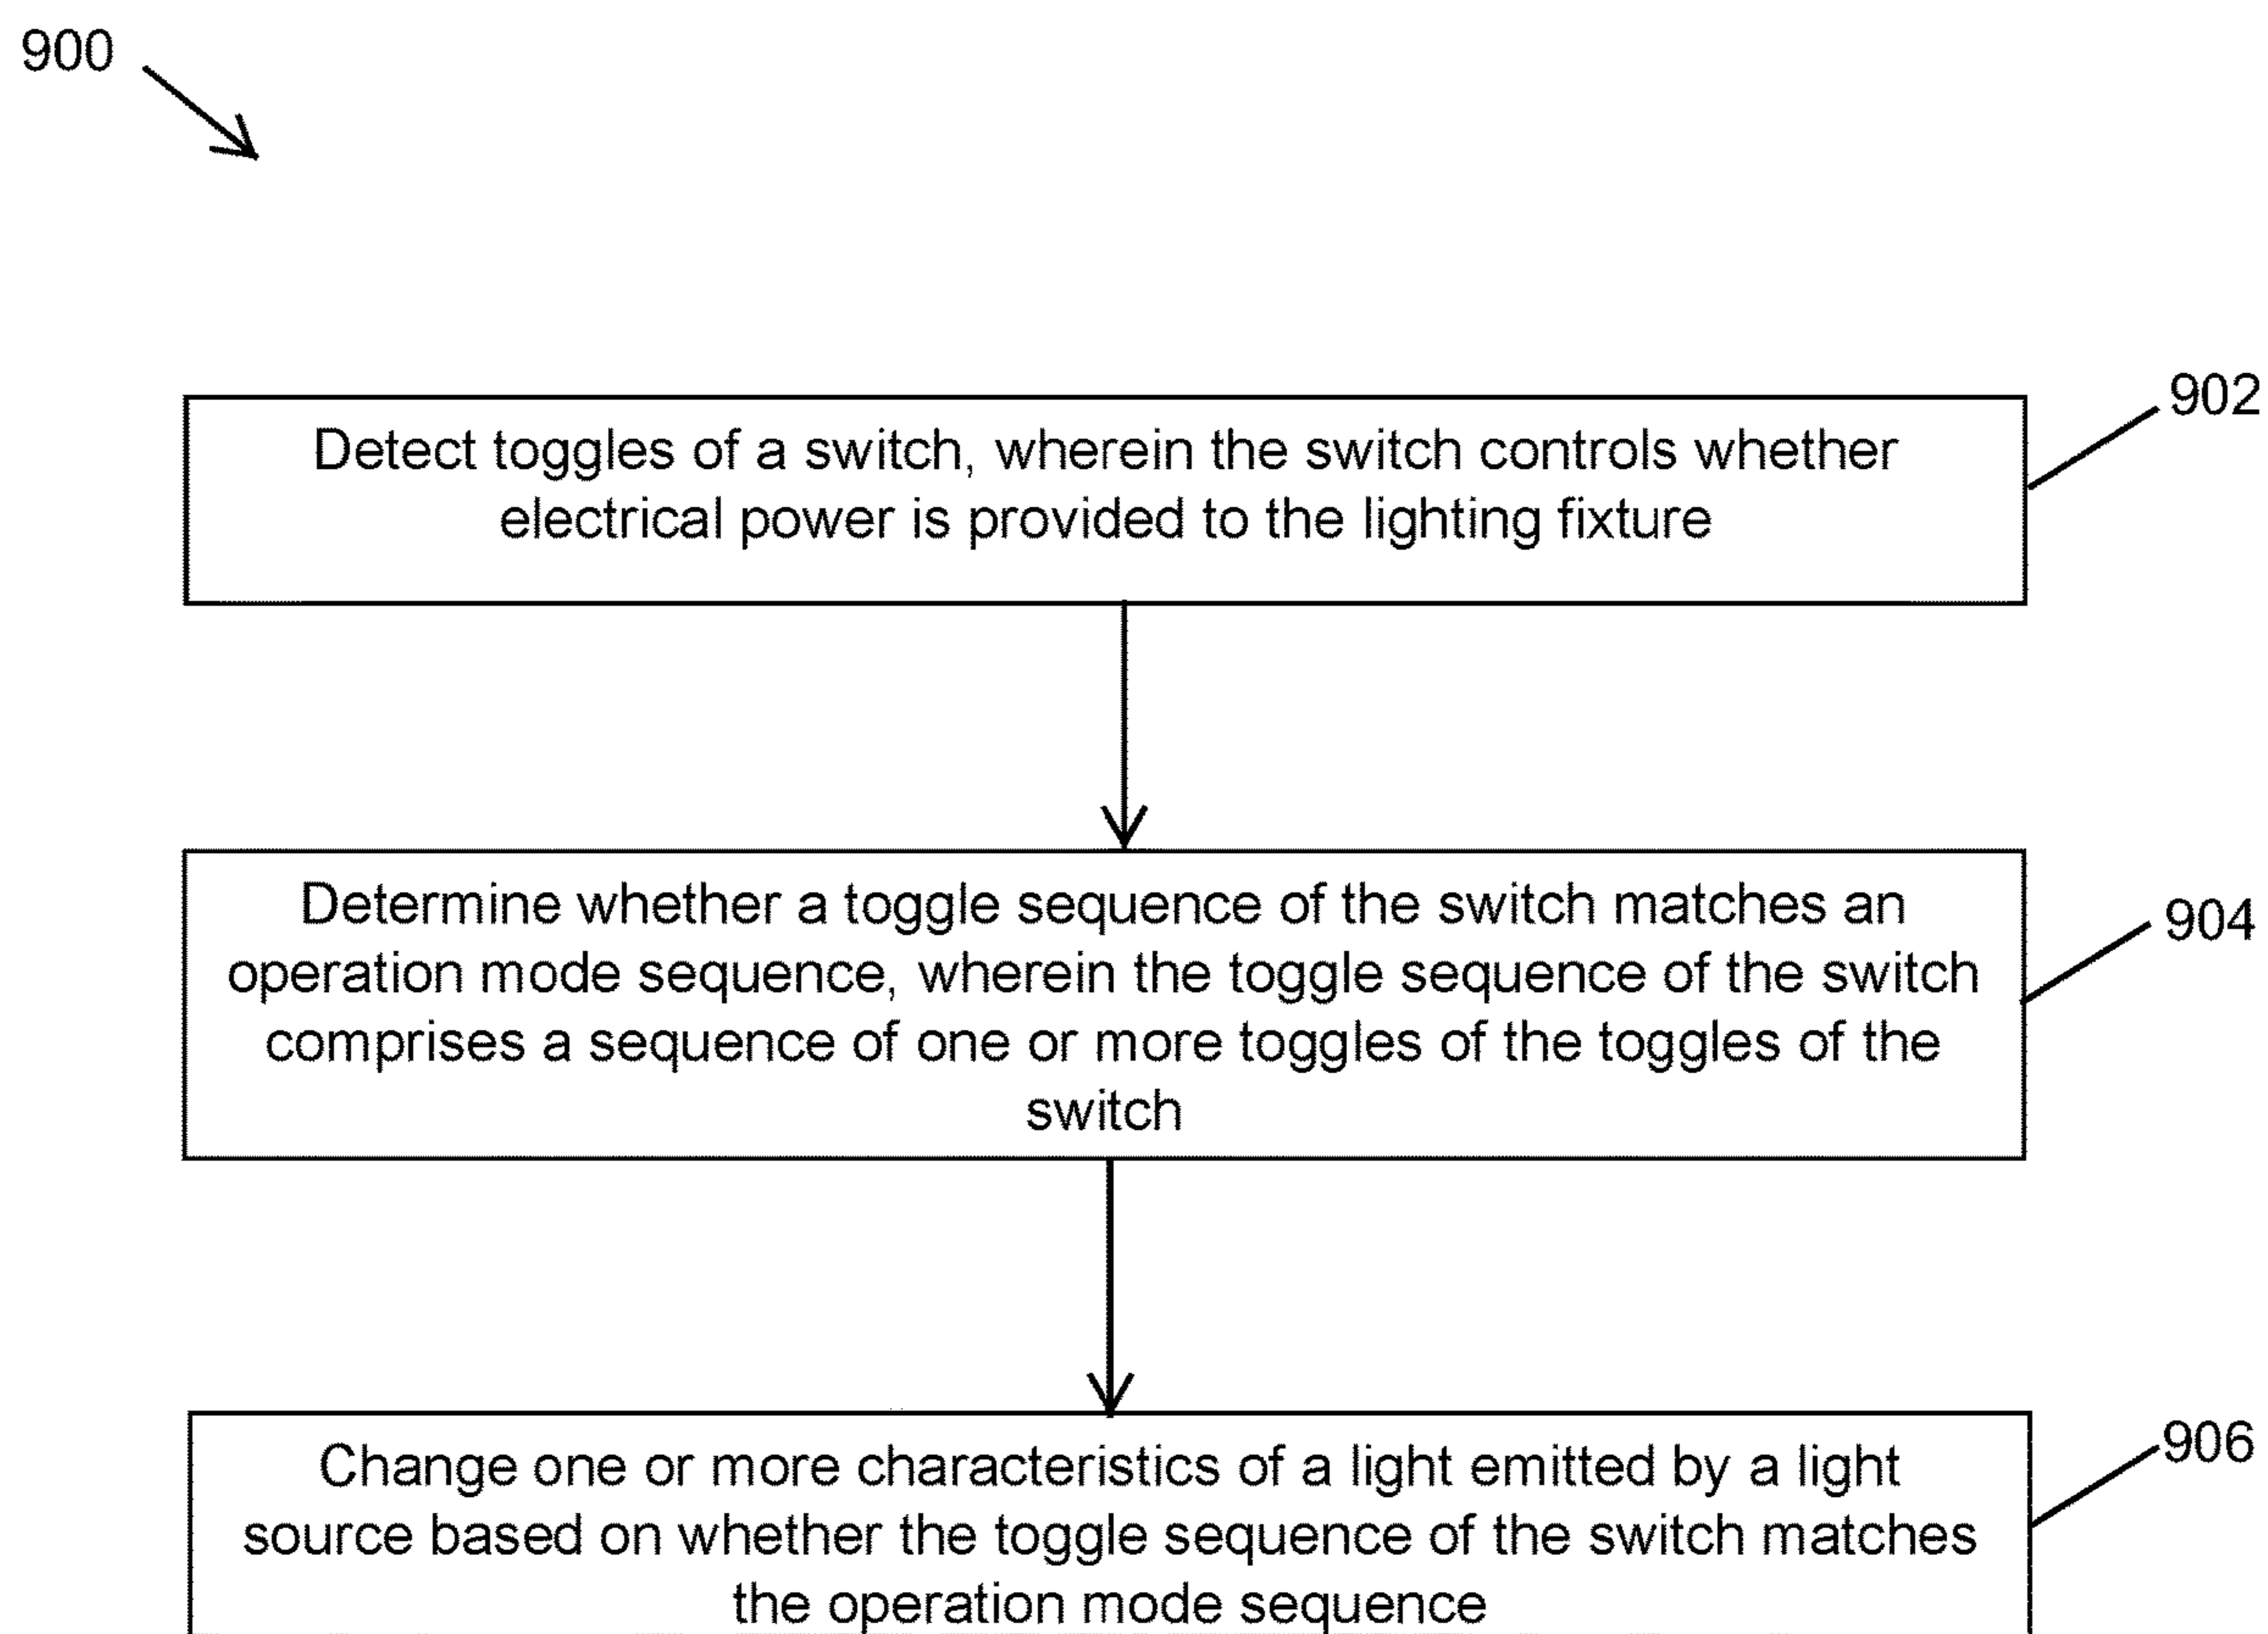 900
902
Detect toggles of a switch, wherein the switch controls whether
electrical power is provided to the lighting fixture
Determine whether a toggle sequence of the switch matches an
904
operation mode sequence, wherein the toggle sequence of the switch
comprises a sequence of one or more toggles of the toggles of the
switch
906
Change one or more characteristics of a light emitted by a light
source based on whether the toggle sequence of the switch matches
the operation mode sequence